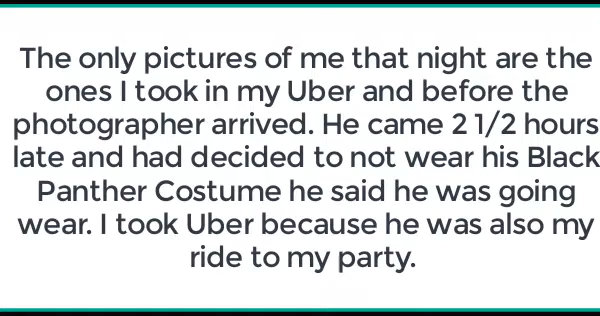 The only pictures of me that night are the
ones I took in my Uber and before the
photographer arrived. He came 2 1/2 hours
late and had decided to not wear his Black
Panther Costume he said he was going
wear. I took Uber because he was also my
ride to my party.